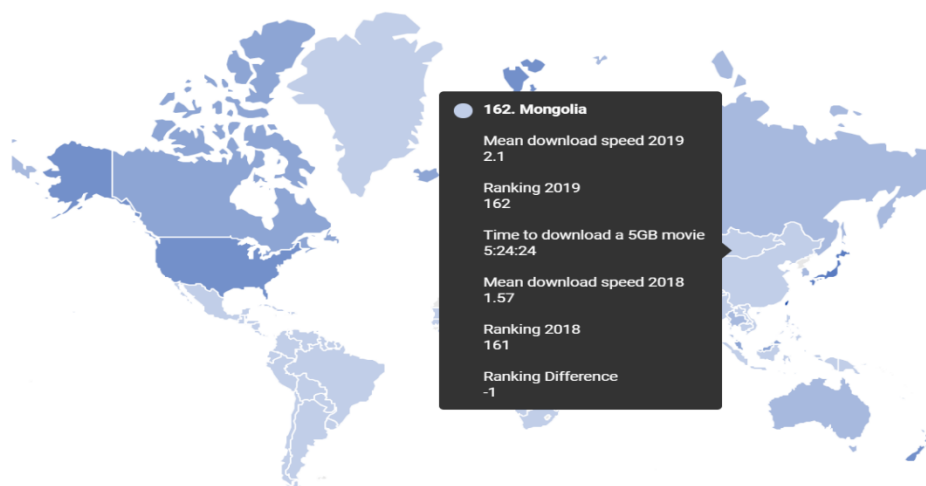 162. Mongolia
Mean download speed 2019
2.1
Ranking 2019
162
Time to download a 5GB movie
5:24:24
Mean download speed 2018
1.57
Ranking 2018
161
Ranking Difference
-1